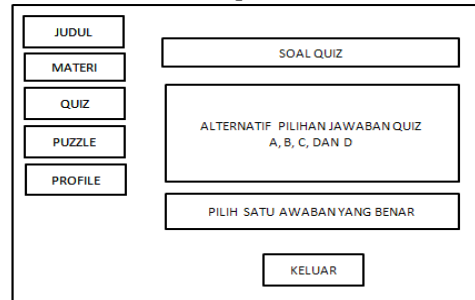 JUDUL
MATERI
QUIZ
PUZZLE
PROFILE
SOAL QUIZ
ALTERNATIF PILIHAN JAWABAN QUIZ
A, B, C, DAN D
PILIH SATU AWABAN YANG BENAR
KELUAR